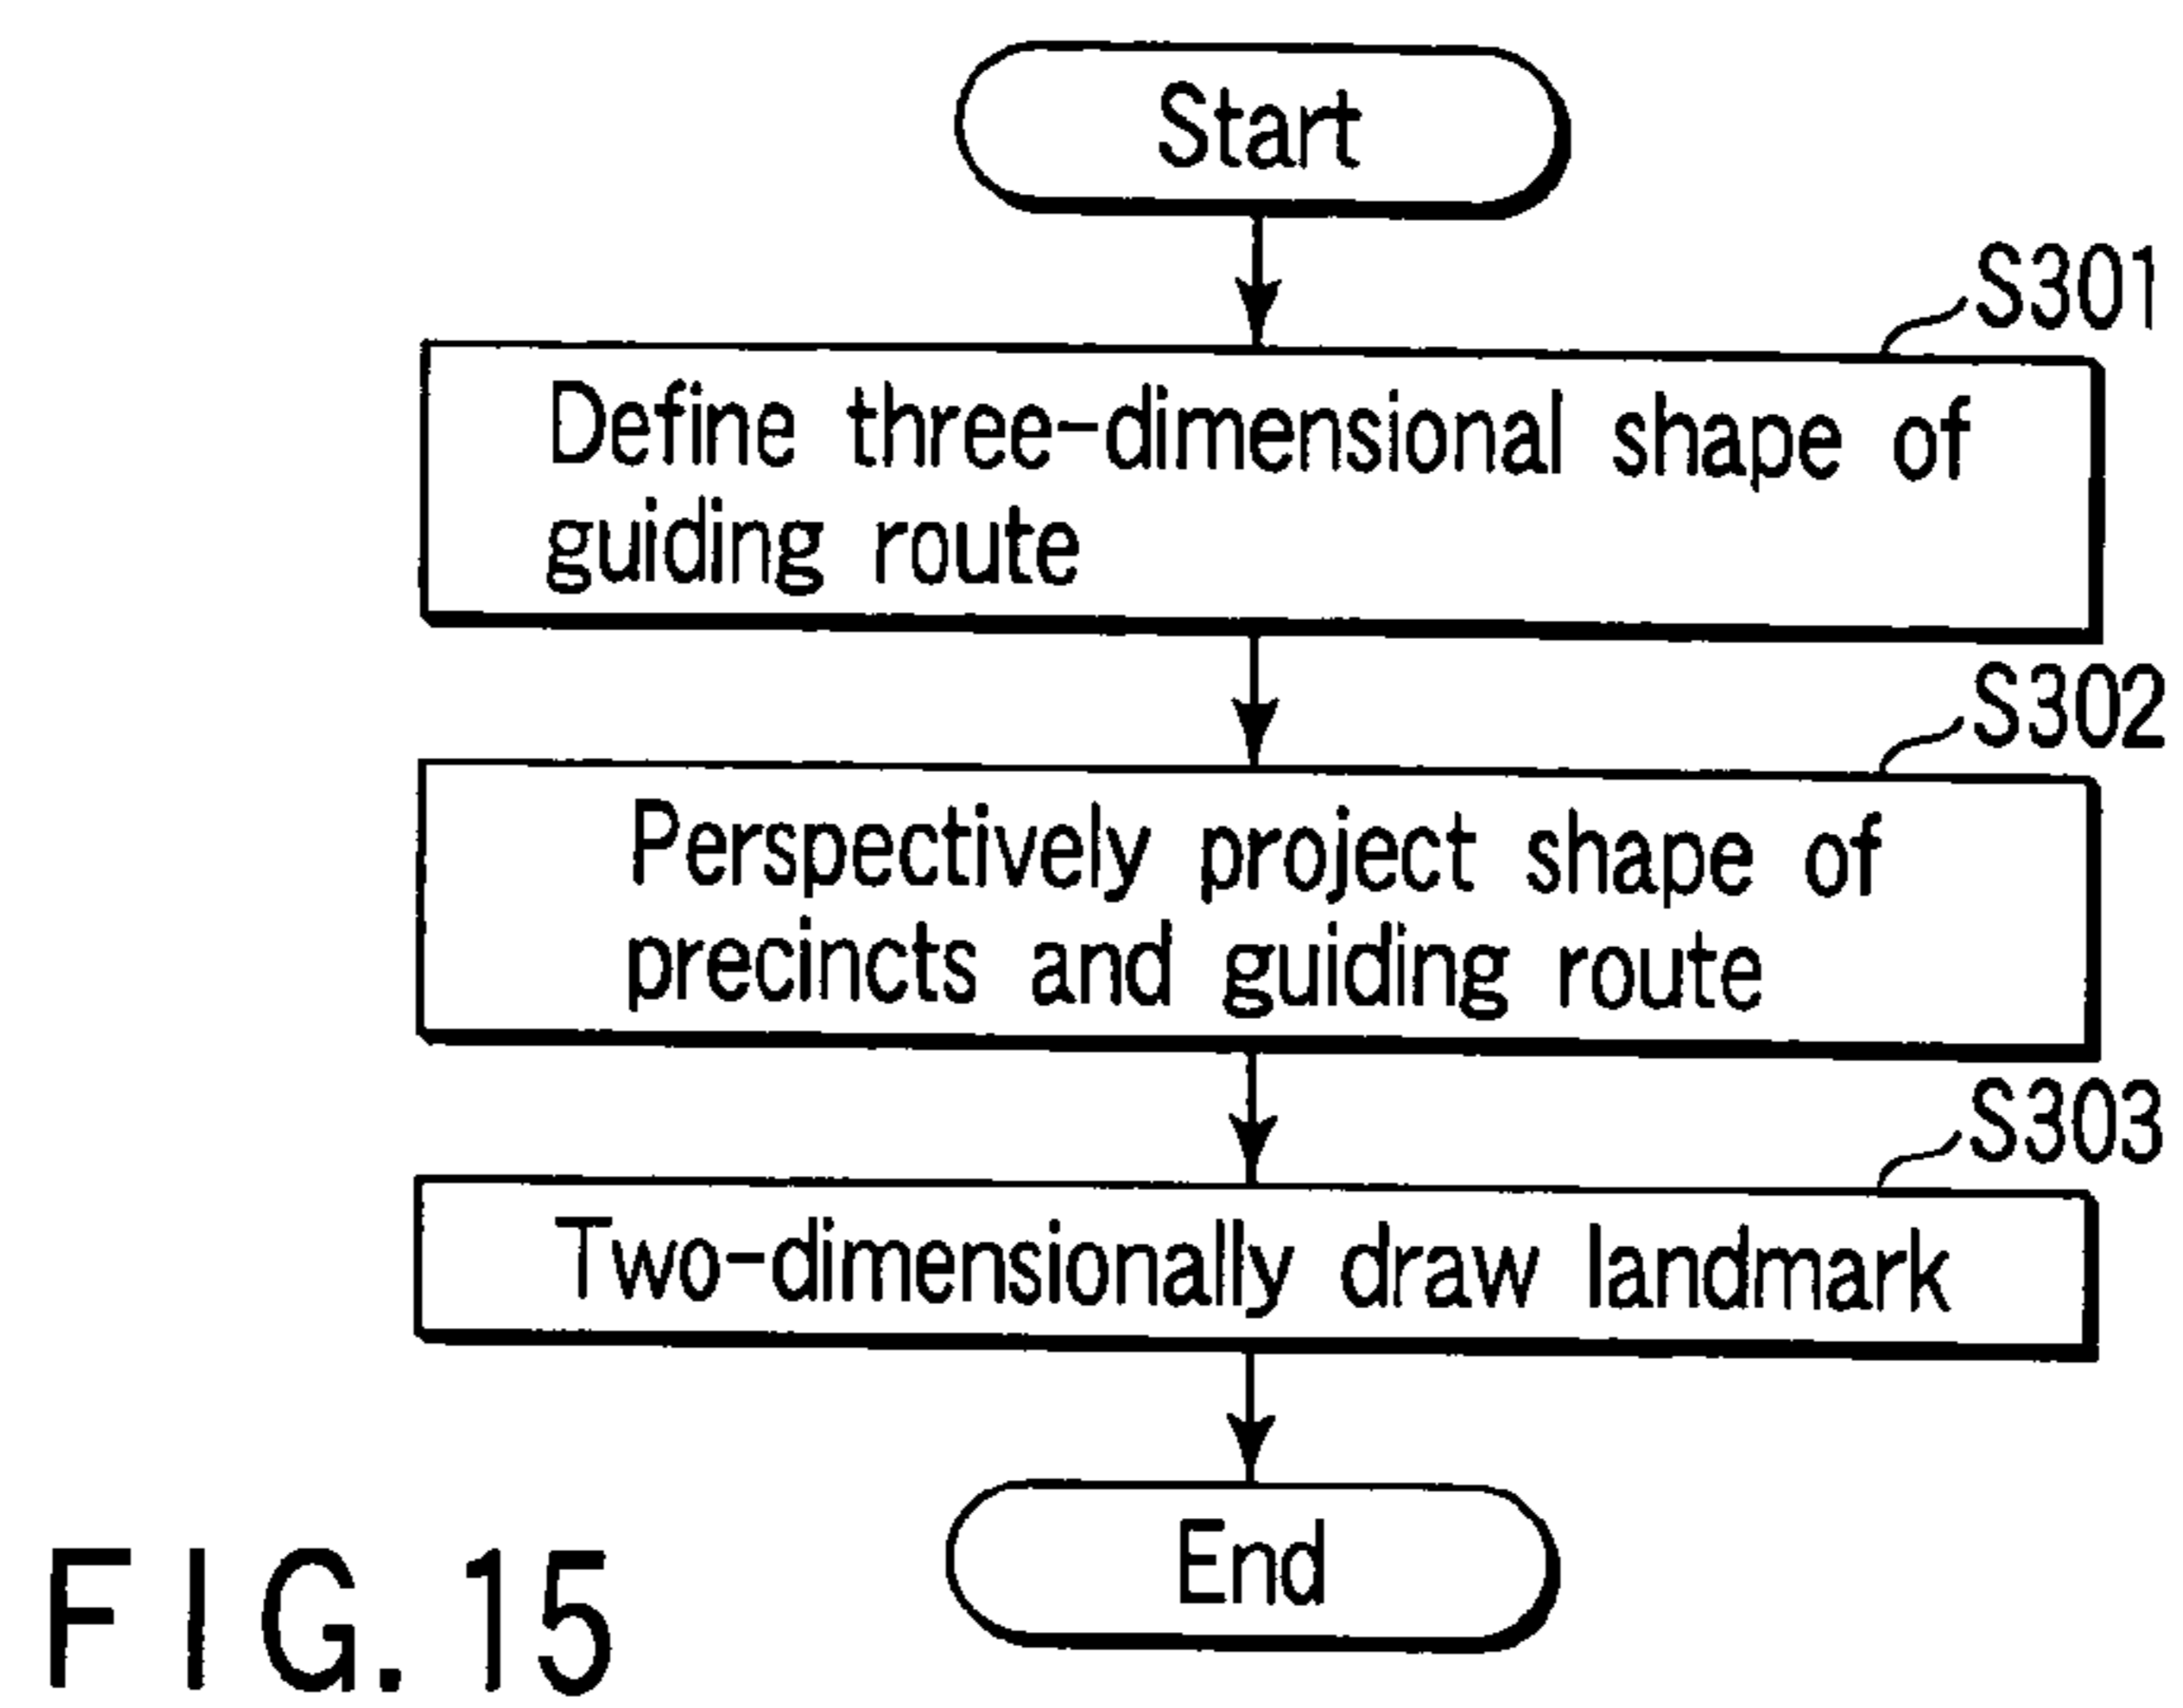 Start
S301
Define three-dimensional shape of
guiding route
S302
Perspectively project shape of
precincts and guiding route
S303
Two-dimensionally draw landmark
End
FIG. 15